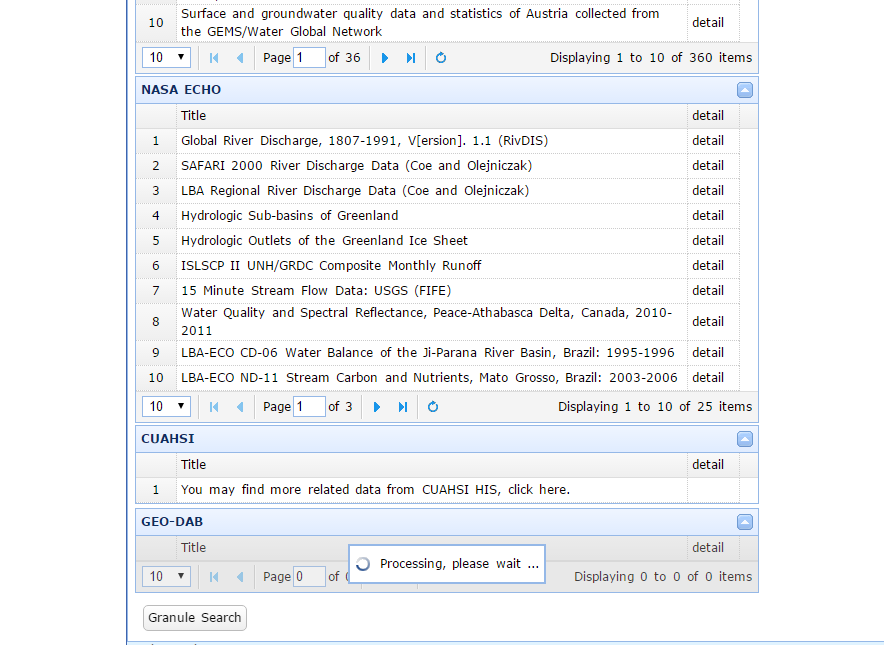 10 Surface and groundwater quality data and statistics of Austria collected from detail
the GEMS/Water Global Network
10 Page 1 of 36 Displaying 1 to 10 of 360 items
NASA ECHO
Title detail
1 Global River Discharge, 1807-1991, V[ersion]. 1.1 (RivDIS) detail
2 SAFARI 2000 River Discharge Data (Coe and Olejniczak) detail
3 LBA Regional River Discharge Data (Coe and Olejniczak) detail
4 Hydrologic Sub-basins of Greenland detail
5 Hydrologic Outlets of the Greenland Ice Sheet detail
6 ISLSCP II UNH/GRDC Composite Monthly Runoff detail
7 15 Minute Stream Flow Data: USGS (FIFE) detail
8 Water Quality and Spectral Reflectance, Peace-Athabasca Delta, Canada, 2010- detail
2011
9 LBA-ECO CD-06 Water Balance of the Ji-Parana River Basin, Brazil: 1995-1996 detail
10 LBA-ECO ND-11 Stream Carbon and Nutrients, Mato Grosso, Brazil: 2003-2006 detail
10 Page 1 of 3 Displaying 1 to 10 of 25 items
CUAHSI
Title detail
1 You may find more related data from CUAHSI HIS, click here.
GEO-DAB
Title detail
Processing, please wait ...
10 Page 0 of Displaying 0 to 0 of 0 items
Granule Search